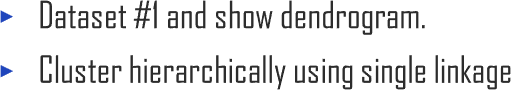 ► Dataset #1 and show dendrogram.
► Cluster hierarchically using single linkage